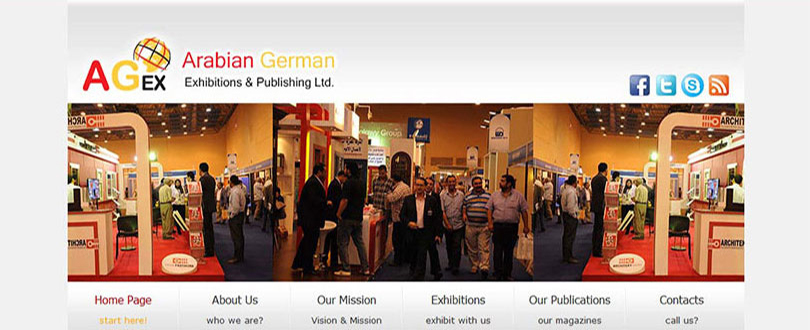 AGEX
Arabian German
Exhibitions & Publishing Ltd.
Home Page
start here!
About Us
who we are?
Our Mission
Vision & Mission
Exhibitions
exhibit with us
Our Publications
our magazines
Contacts
call us?